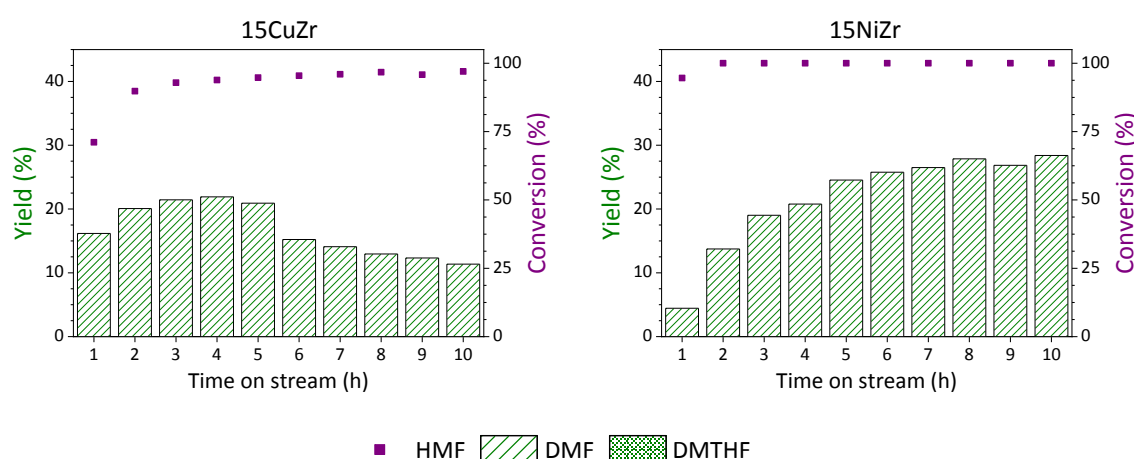 15CuZr
15NiZr
40
30
20
10
0
Yield (%)
100
75
50
25
0
Conversion (%)
1 2 3 4 5 6 7 8 9 10
Time on stream (h)
40
30
20
10
0
Yield (%)
100
75
50
25
0
Conversion (%)
1 2 3 4 5 6 7 8 9 10
Time on stream (h)
HMF DMF DMTHF